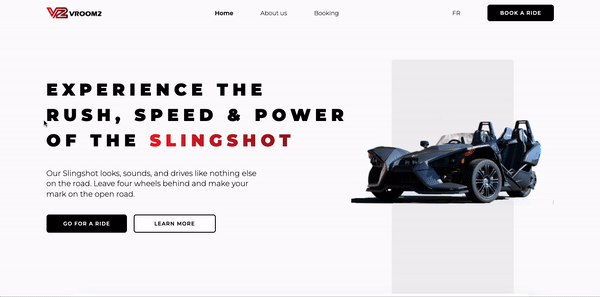 VROOMZ
Home
About us
Booking
FR
BOOK A RIDE
EXPERIENCE THE
RUSH, SPEED & POWER
OF THE SLINGSHOT
Our Slingshot looks, sounds, and drives like nothing else
on the road. Leave four wheels behind and make your
mark on the open road.
GO FOR A RIDE
LEARN MORE